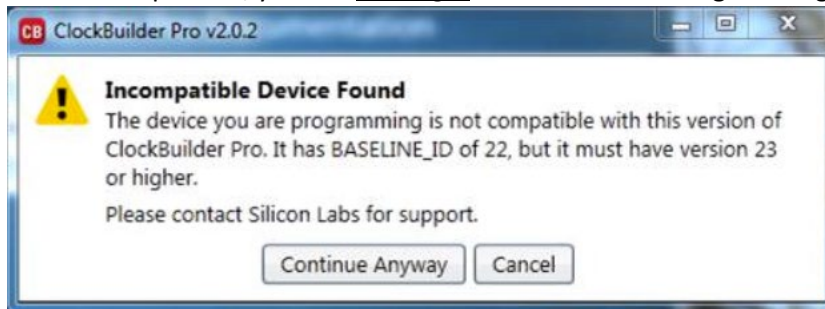 CB ClockBuilder Pro v2.0.2
Incompatible Device Found
The device you are programming is not compatible with this version of
ClockBuilder Pro. It has BASELINE_ID of 22, but it must have version 23
or higher.
Please contact Silicon Labs for support.
Continue Anyway Cancel